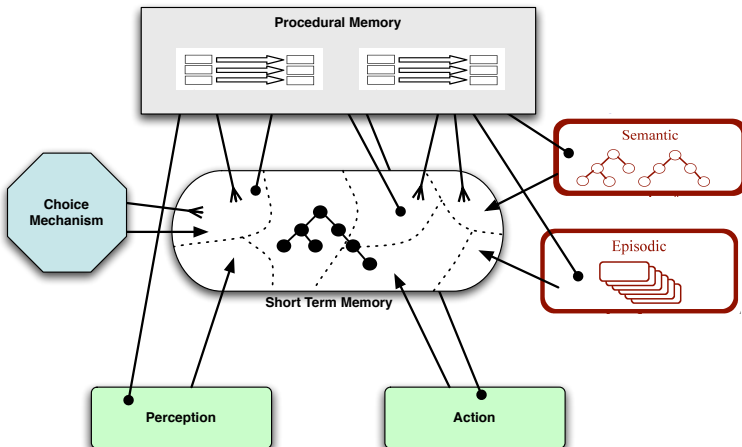 Procedural Memory
Semantic
Choice
Mechanism
Episodic
Short Term Memory
Perception
Action